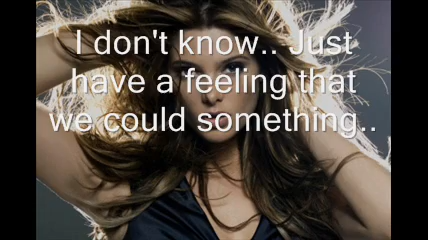 I don't know.. Just
have a feeling that
we could something..